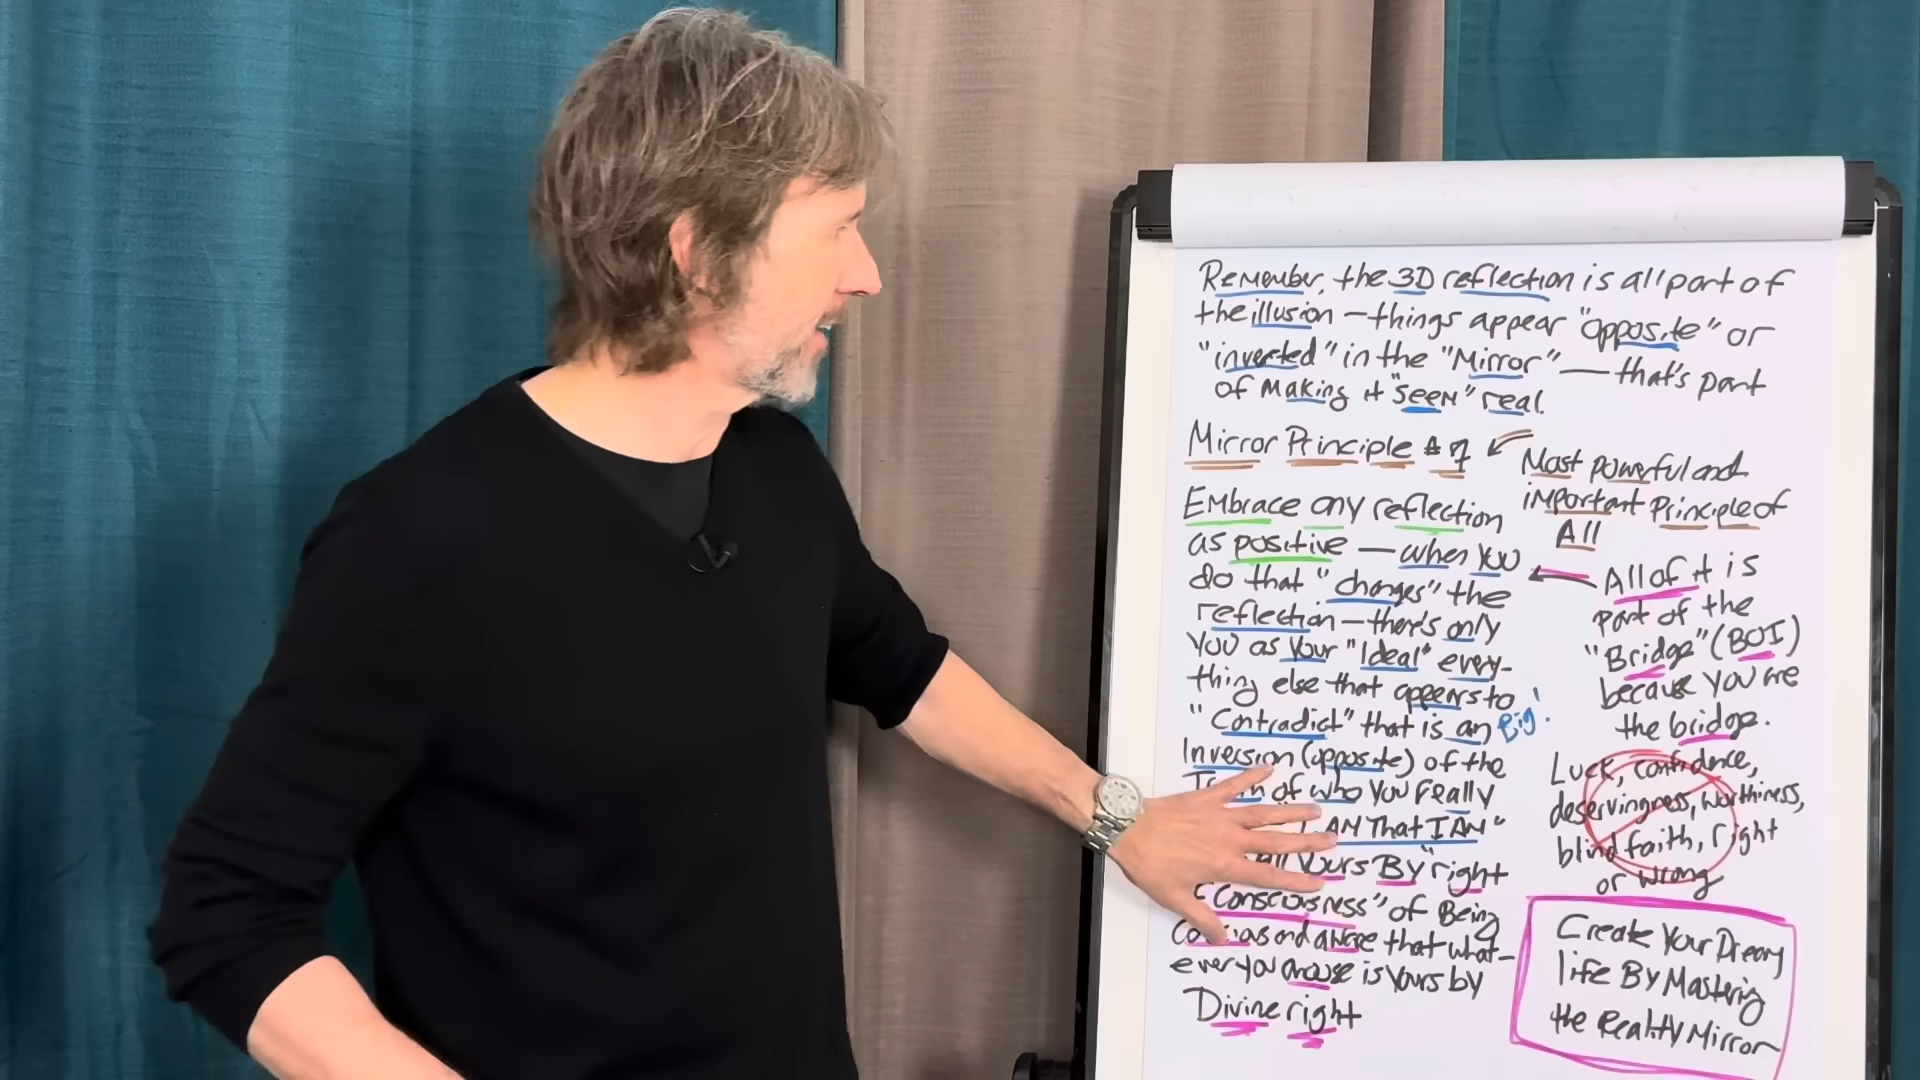 Remember, the 3D reflection is all part of
the illusion — things appear "opposite" or
"inverted" in the "Mirror" — that's part
of making it "seem" real.
Mirror Principle # 7
Embrace any reflection
as positive — when you
do that "changes" the
reflection — there's only
you as your "Ideal" every-
thing else that appears to
"Contradict" that is an Big!
Inversion (opposite) of the
of who you really
AM That I AM"
all yours By "right
of Consciousness" of Being
and aware that what-
ever you choose is yours by
Divine right
Most powerful and
important Principle of
All
All of it is
part of the
"Bridge" (BOI)
because you are
the bridge.
Luck, confidence,
deservingness, worthiness,
blind faith, right
or wrong
Create Your Dream
life By Mastering
the Reality Mirror